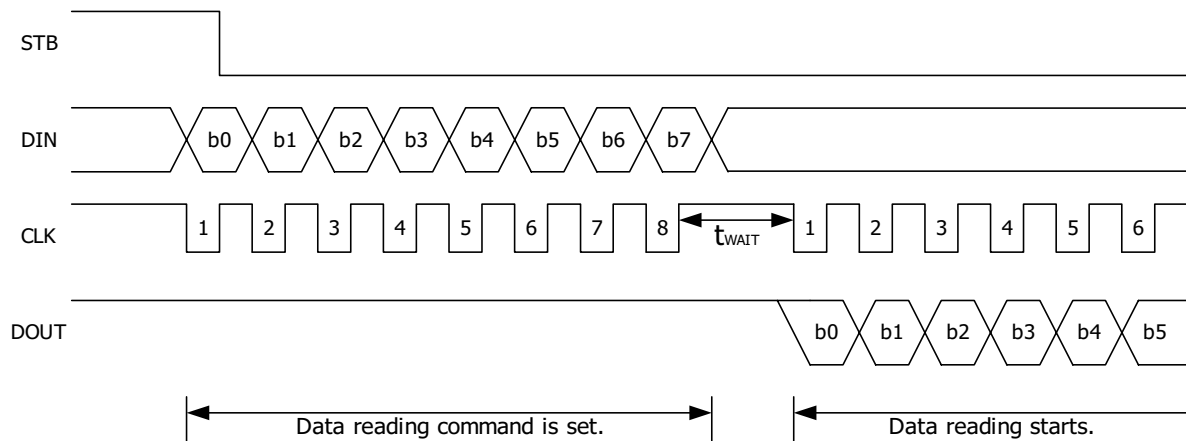 STB
DIN b0 b1 b2 b3 b4 b5 b6 b7
CLK 1 2 3 4 5 6 7 8 tWAIT 1 2 3 4 5 6
DOUT b0 b1 b2 b3 b4 b5
Data reading command is set. Data reading starts.